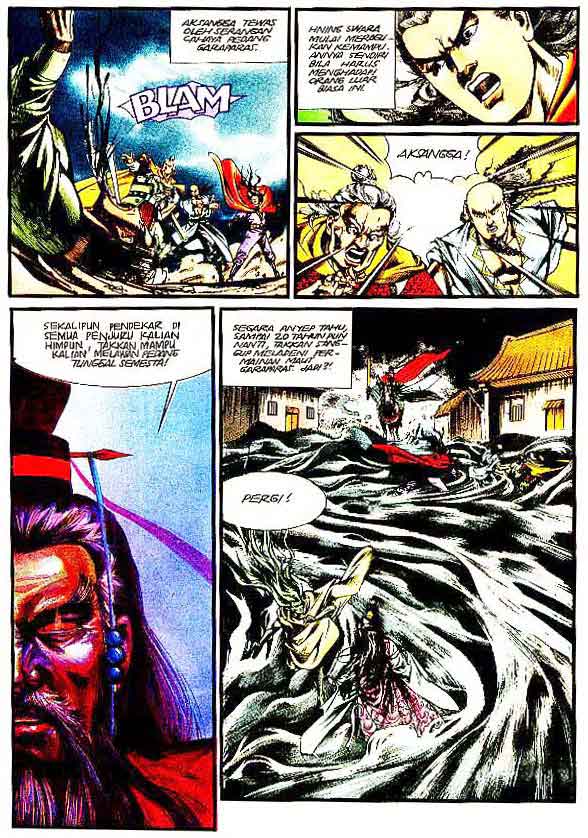 AKSANGGA TEWAS
OLEH SERANGAN
CAHAYA PEDANG
GARAPARAS.
BLAM
HNING SWARA
MULAI MERAGU
KAN KEMAMPU.
ANNYA SENDIRI
BILA HARUS
MENGHADAPI
ORANG LUAR
BIASA INI.
AKSANGGA!
SEKALIPUN PENDEKAR DI
SEMUA PENJURU KALIAN
HIMPUN, TAKKAN MAMPU
KALIAN MELAWAN PEDANG
TUNGGAL SEMESTA!
SEGARA ANYEP TAHU,
SAMPAI 20 TAHUN PUN
NANTI, TAKKAN SANG-
GUP MELADENI PER-
MAINAN MAUT
GARAPARAS. JADI?!
PERGI!